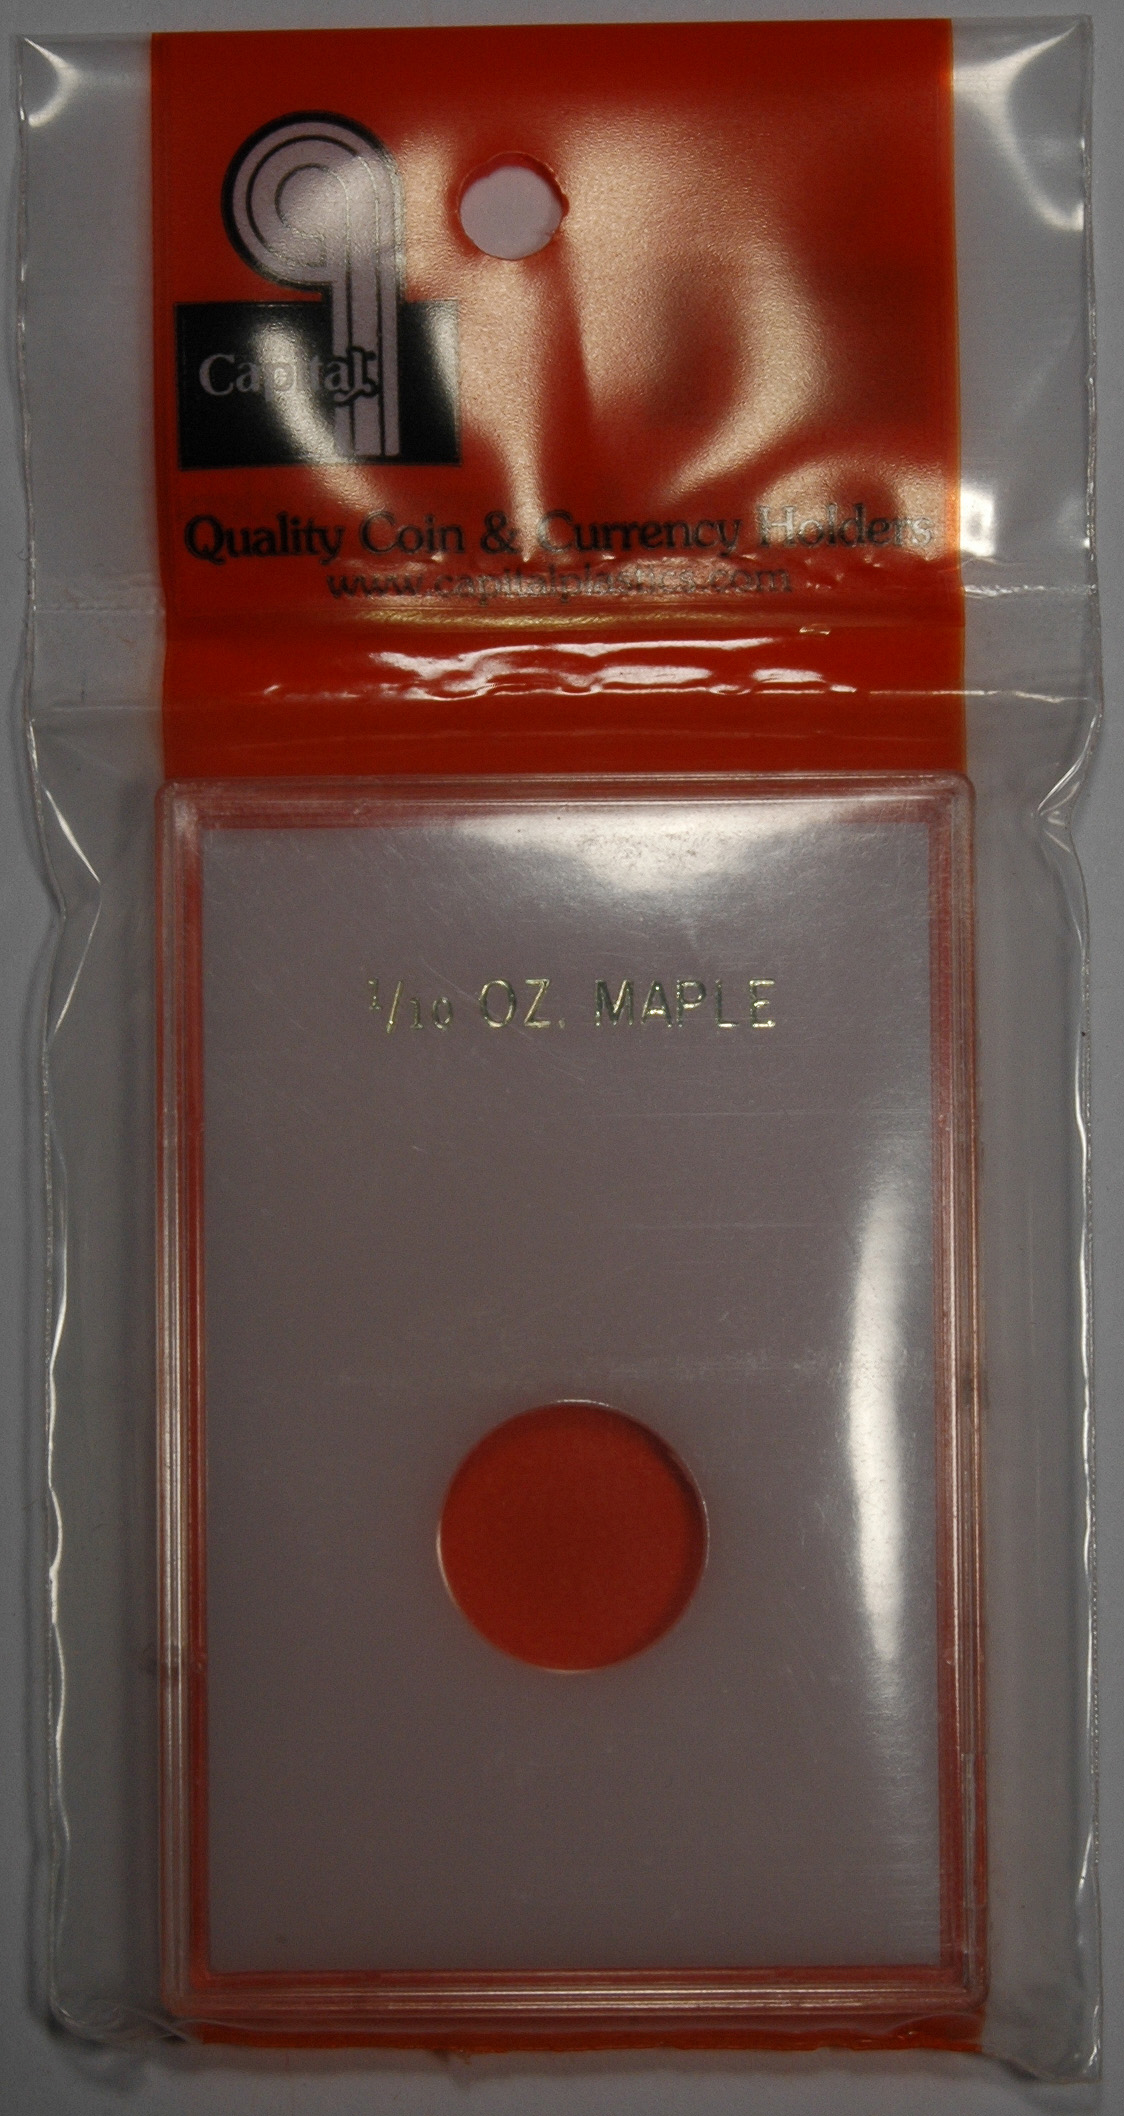 Capital
Quality Coin & Currency Holders
www.capitalplastics.com
1/10 OZ. MAPLE